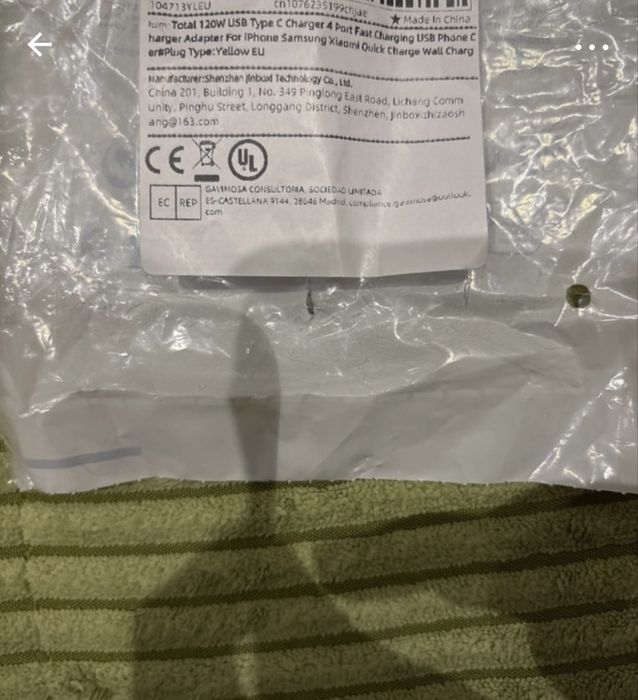 104713YLEU
cn1076235199chjae
★ Made In China
Item: Total 120W USB Type C Charger 4 Port Fast Charging USB Phone C
harger Adapter For iPhone Samsung Xiaomi Quick Charge Wall Charg
er#Plug Type:Yellow EU
Manufacturer:Shenzhen Jinboxi Technology Co., Ltd.
China 201, Building 1, No. 349 Pinglong East Road, Lichang Comm
unity, Pinghu Street, Longgang District, Shenzhen, Jinboxizhizaosh
ang@163.com
CE UL
EC REP
GAVIMOSA CONSULTORIA, SOCIEDAD LIMITADA
ES-CASTELLANA 9144, 28046 Madrid,
com